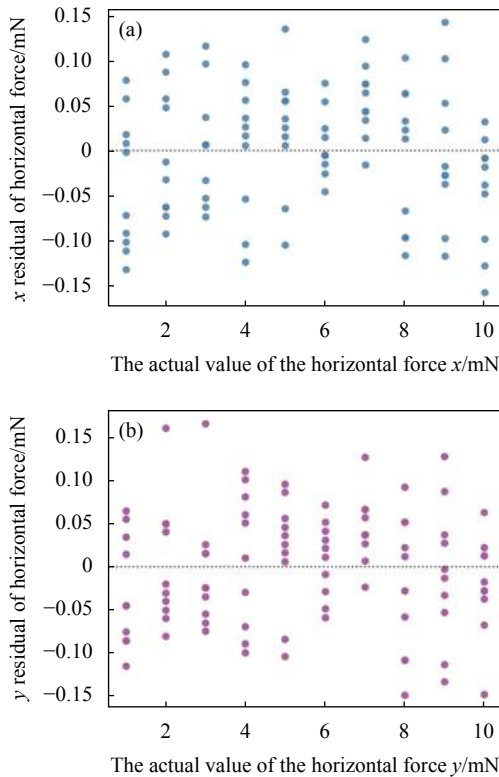 (a)
x residual of horizontal force/mN
0.15
0.10
0.05
0
−0.05
−0.10
−0.15
2 4 6 8 10
The actual value of the horizontal force x/mN
(b)
y residual of horizontal force/mN
0.15
0.10
0.05
0
−0.05
−0.10
−0.15
2 4 6 8 10
The actual value of the horizontal force y/mN